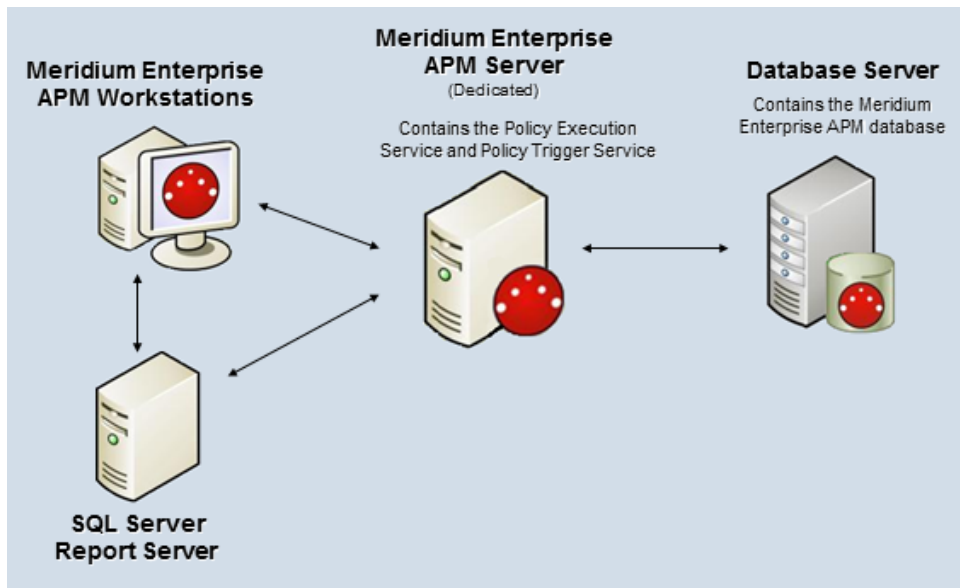 Meridium Enterprise
APM Workstations
Meridium Enterprise
APM Server
(Dedicated)
Contains the Policy Execution
Service and Policy Trigger Service
Database Server
Contains the Meridium
Enterprise APM database
SQL Server
Report Server